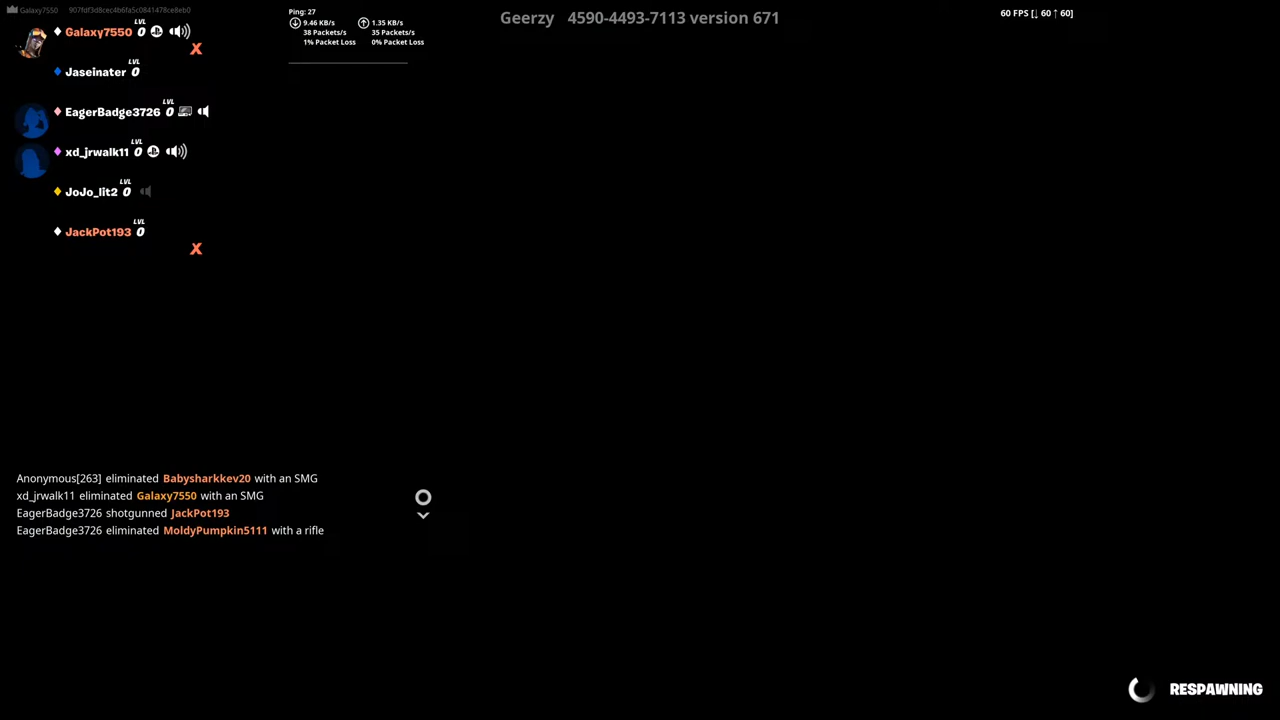 Galaxy7550 907fdf3d8cec4b6fa5c0841478ce8eb0
Geerzy 4590-4493-7113 version 671
60 FPS [↓ 60 ↑ 60]
Ping: 27
9.46 KB/s 1.35 KB/s
38 Packets/s 35 Packets/s
1% Packet Loss 0% Packet Loss
Galaxy7550 LVL 0
X
Jaseinater LVL 0
EagerBadge3726 LVL 0
xd_jrwalk11 LVL 0
JoJo_lit2 LVL 0
JackPot193 LVL 0
X
Anonymous[263] eliminated Babysharkkev20 with an SMG
xd_jrwalk11 eliminated Galaxy7550 with an SMG
EagerBadge3726 shotgunned JackPot193
EagerBadge3726 eliminated MoldyPumpkin5111 with a rifle
RESPAWNING